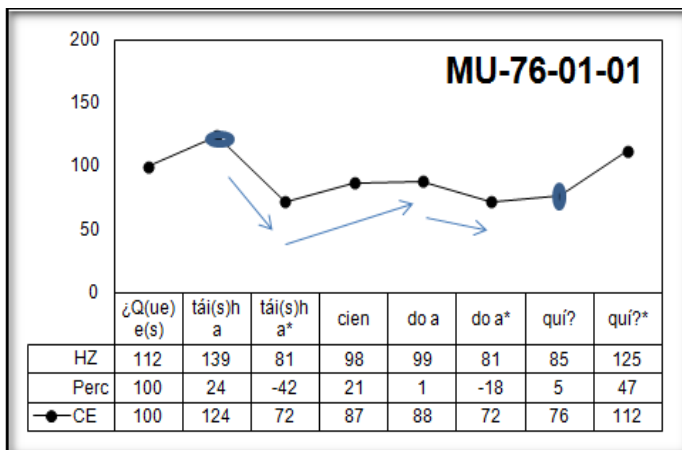 200
MU-76-01-01
150
100
50
0
¿Q(ue) e(s) tái(s)h a tái(s)h a* cien do a do a* quí? quí?*
HZ 112 139 81 98 99 81 85 125
Perc 100 24 -42 21 1 -18 5 47
CE 100 124 72 87 88 72 76 112